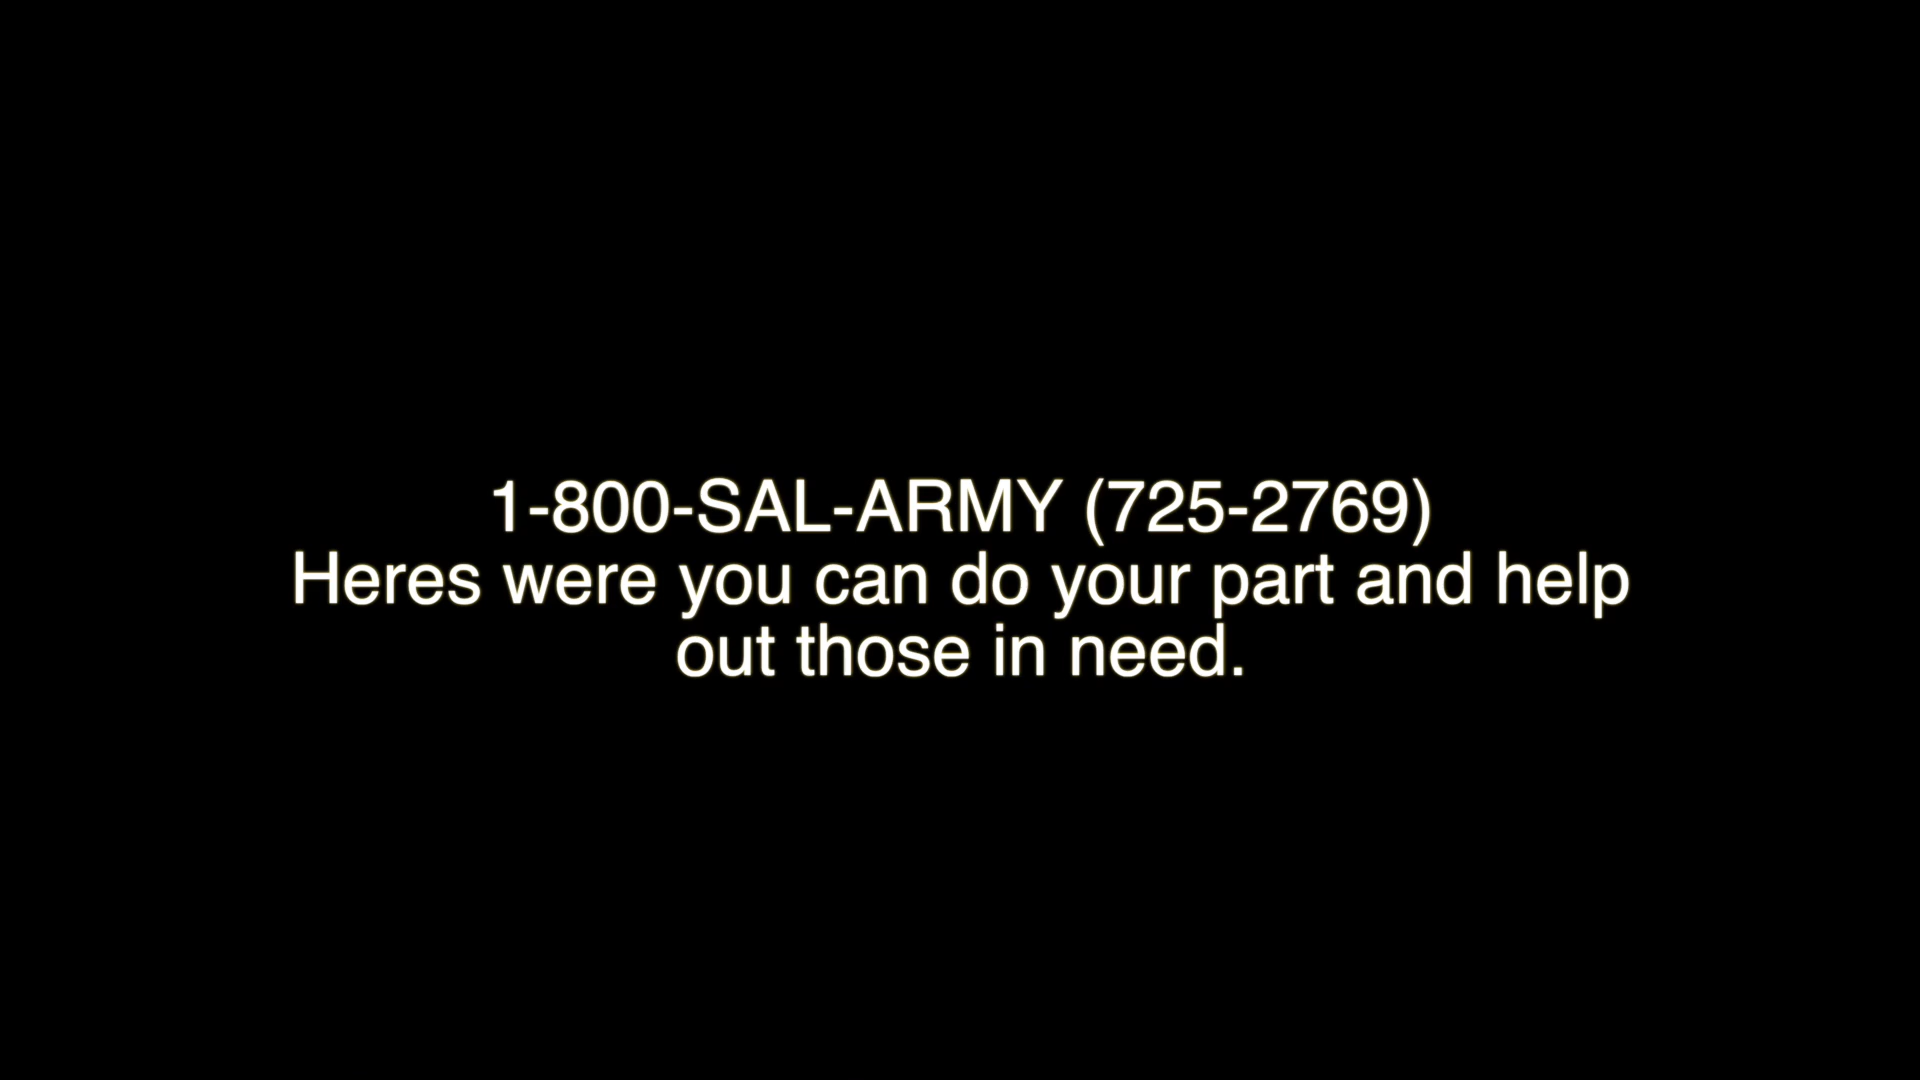 1-800-SAL-ARMY (725-2769)
Heres were you can do your part and help
out those in need.